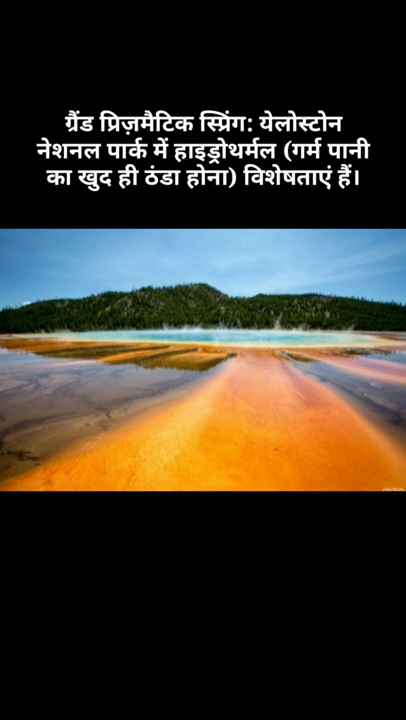 ग्रैंड प्रिज़मैटिक स्प्रिंग: येलोस्टोन
नेशनल पार्क में हाइड्रोथर्मल (गर्म पानी
का खुद ही ठंडा होना) विशेषताएं हैं।